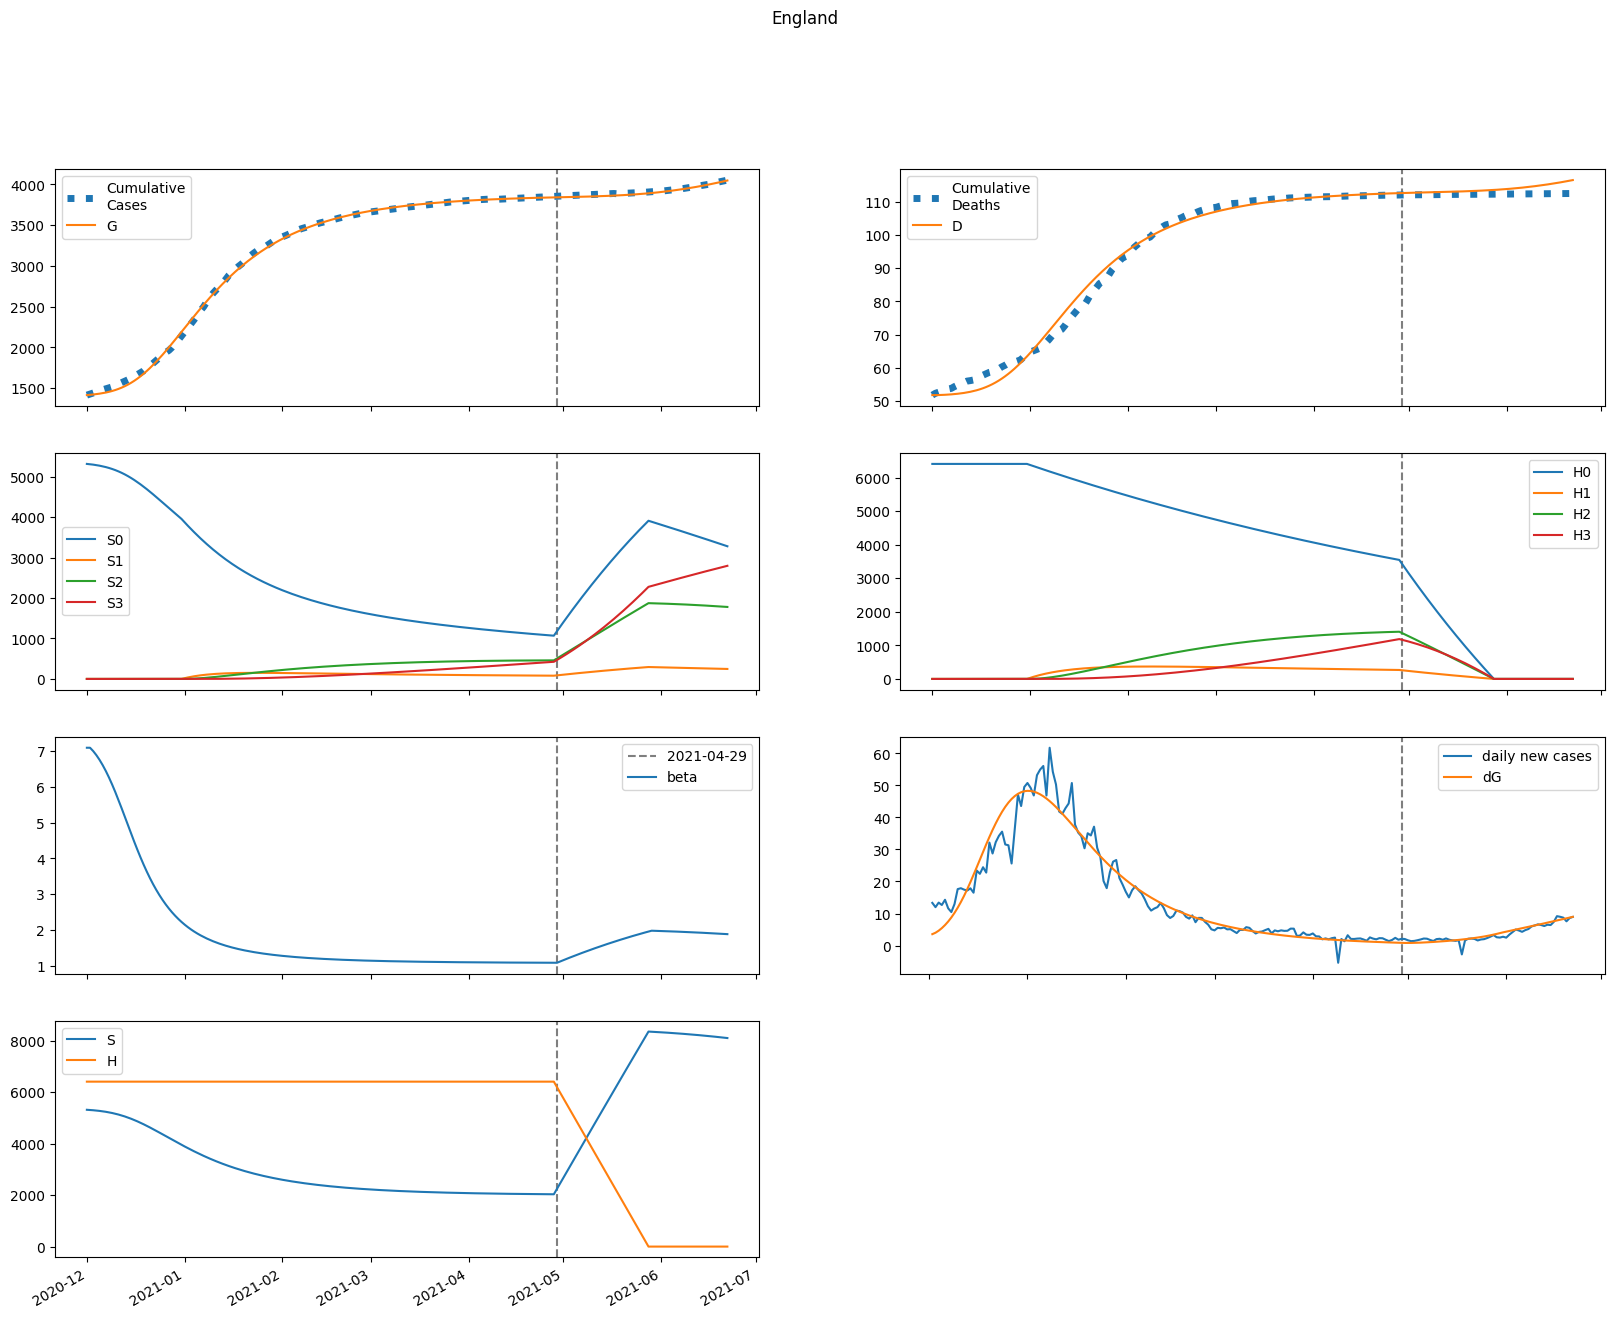 England
4000
3500
3000
2500
2000
1500
Cumulative
Cases
G
110
100
90
80
70
60
50
Cumulative
Deaths
D
5000
4000
3000
2000
1000
0
S0
S1
S2
S3
6000
5000
4000
3000
2000
1000
0
H0
H1
H2
H3
7
6
5
4
3
2
1
2021-04-29
beta
60
50
40
30
20
10
0
daily new cases
dG
8000
6000
4000
2000
0
S
H
2020-12
2021-01
2021-02
2021-03
2021-04
2021-05
2021-06
2021-07